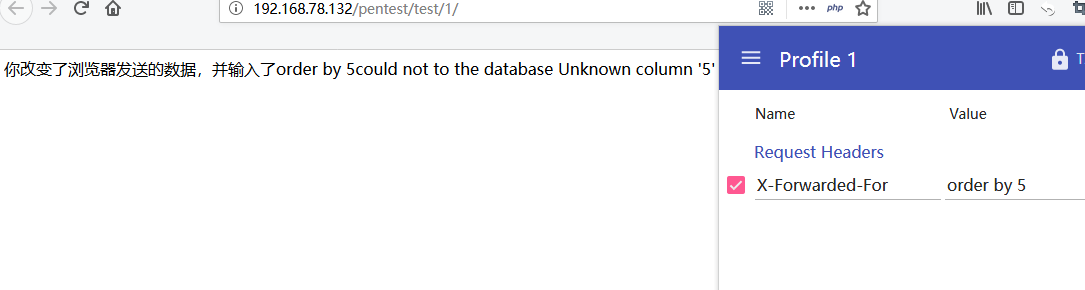 192.168.78.132/pentest/test/1/
php
你改变了浏览器发送的数据，并输入了order by 5could not to the database Unknown column '5'
Profile 1
T
Name Value
Request Headers
X-Forwarded-For order by 5